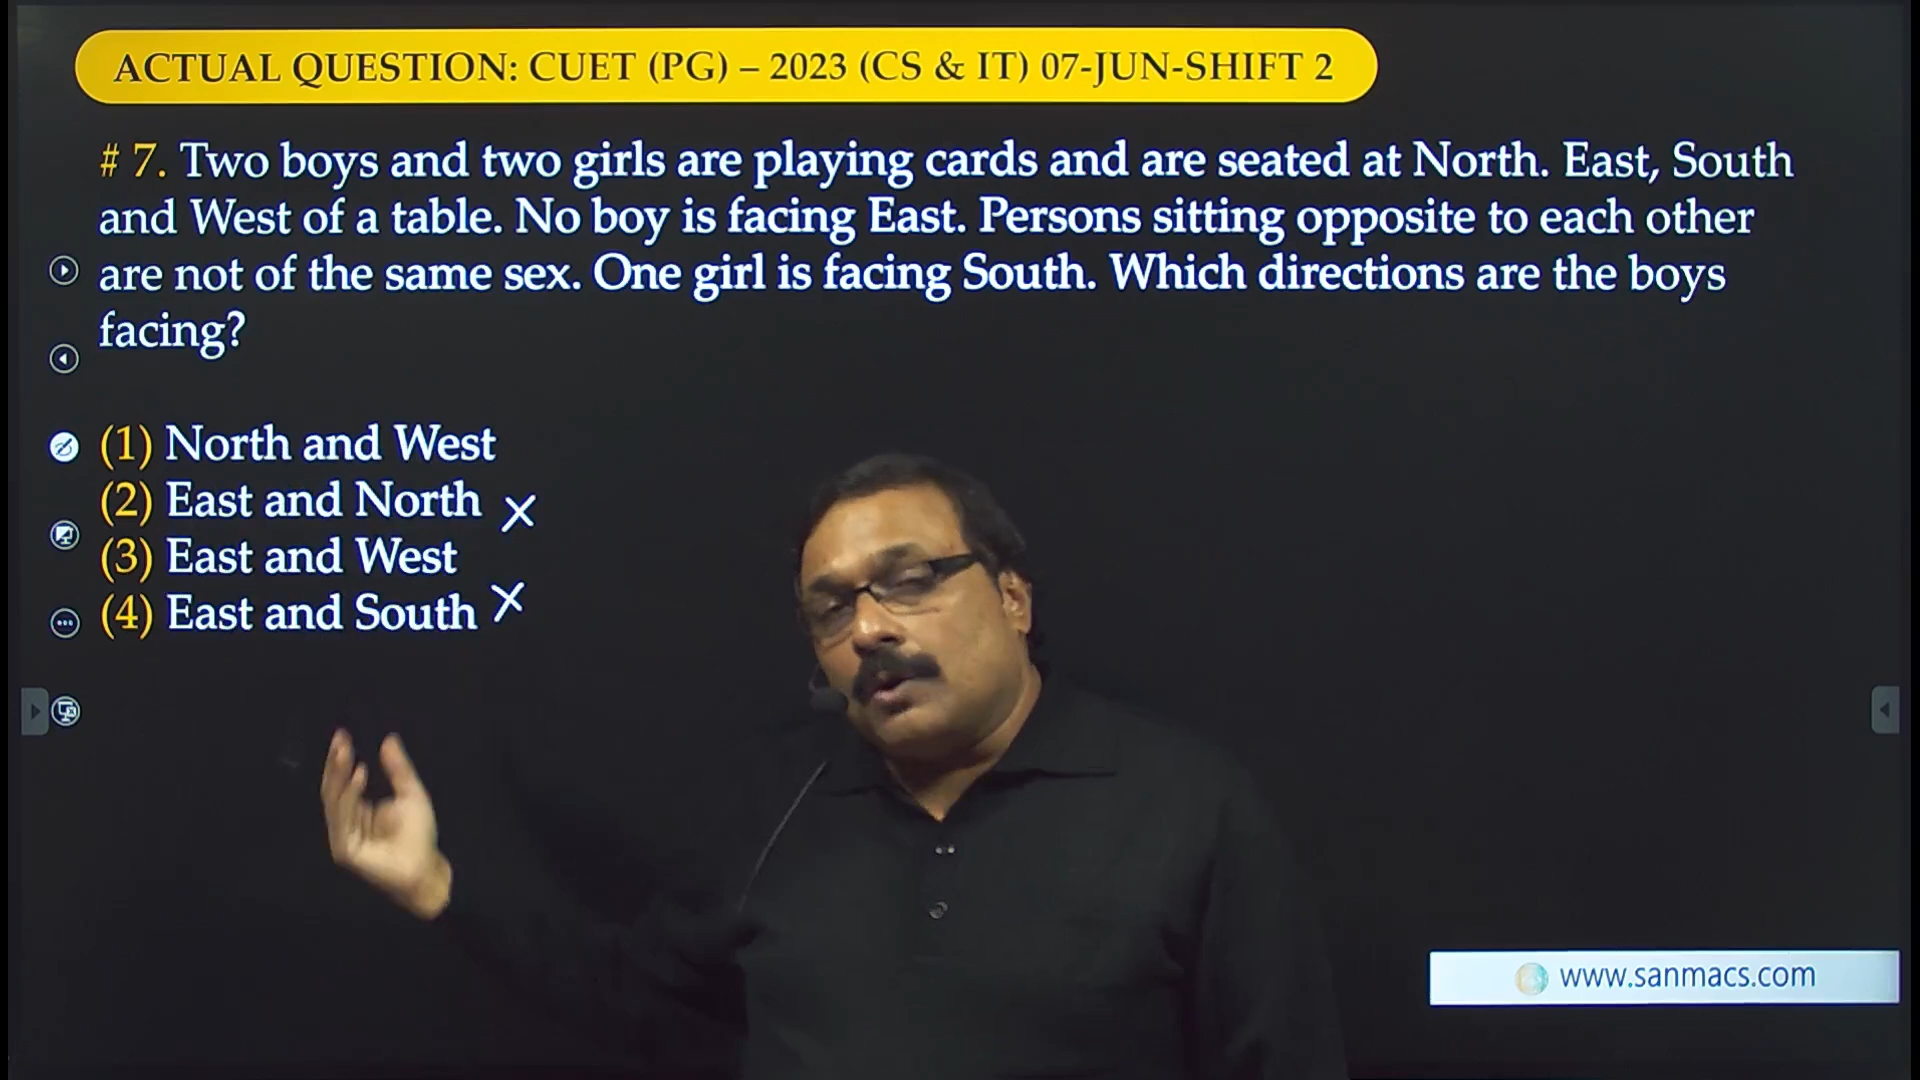 ACTUAL QUESTION: CUET (PG) – 2023 (CS & IT) 07-JUN-SHIFT 2
# 7. Two boys and two girls are playing cards and are seated at North. East, South
and West of a table. No boy is facing East. Persons sitting opposite to each other
are not of the same sex. One girl is facing South. Which directions are the boys
facing?
(1) North and West
(2) East and North ×
(3) East and West
(4) East and South ×
www.sanmacs.com